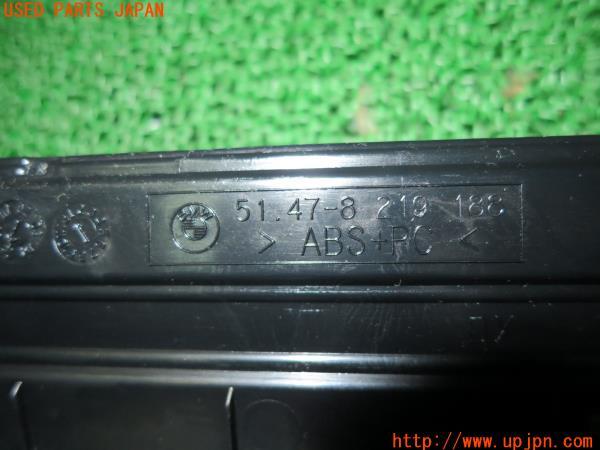 USED PARTS JAPAN
51.47-8 219 188
> ABS+PC <
http://www.upjpn.com/